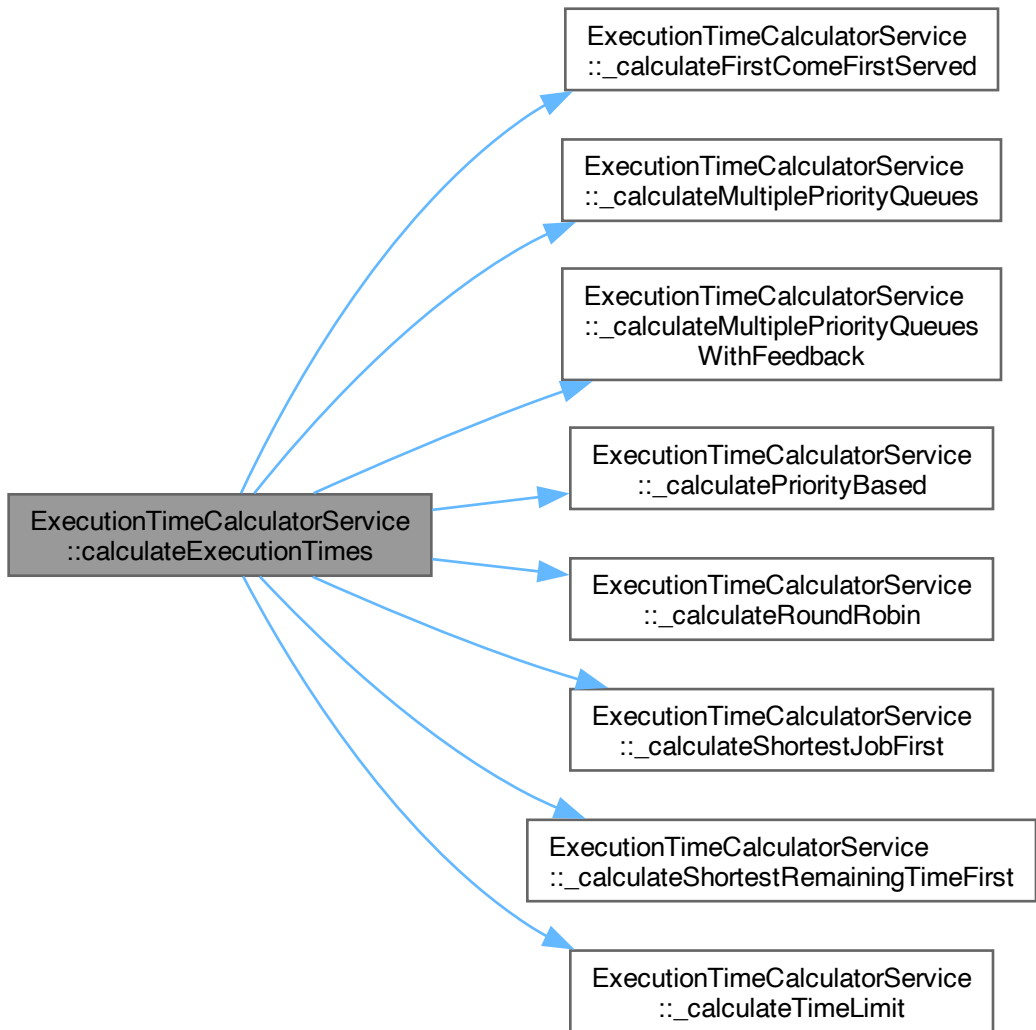 ExecutionTimeCalculatorService
::_calculateFirstComeFirstServed
ExecutionTimeCalculatorService
::_calculateMultiplePriorityQueues
ExecutionTimeCalculatorService
::_calculateMultiplePriorityQueues
WithFeedback
ExecutionTimeCalculatorService
::_calculatePriorityBased
ExecutionTimeCalculatorService
::calculateExecutionTimes
ExecutionTimeCalculatorService
::_calculateRoundRobin
ExecutionTimeCalculatorService
::_calculateShortestJobFirst
ExecutionTimeCalculatorService
::_calculateShortestRemainingTimeFirst
ExecutionTimeCalculatorService
::_calculateTimeLimit